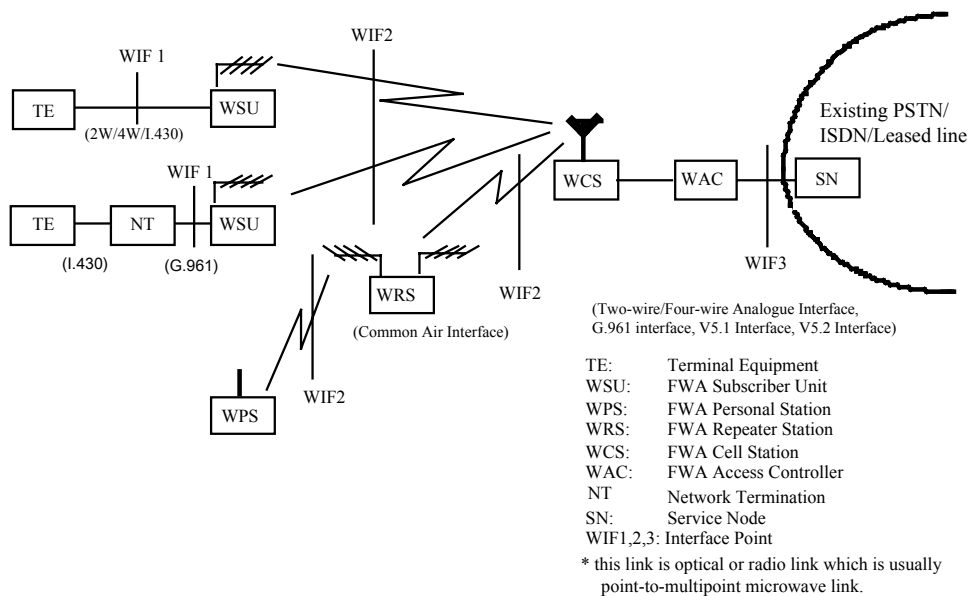 WIF2
WIF 1
TE
WSU
(2W/4W/I.430)
Existing PSTN/
ISDN/Leased line
WIF 1
WCS
WAC
SN
TE
NT
WSU
(I.430)
(G.961)
WIF3
WRS
WIF2
(Common Air Interface)
(Two-wire/Four-wire Analogue Interface,
G.961 interface, V5.1 Interface, V5.2 Interface)
WIF2
WPS
TE: Terminal Equipment
WSU: FWA Subscriber Unit
WPS: FWA Personal Station
WRS: FWA Repeater Station
WCS: FWA Cell Station
WAC: FWA Access Controller
NT Network Termination
SN: Service Node
WIF1,2,3: Interface Point
* this link is optical or radio link which is usually
point-to-multipoint microwave link.